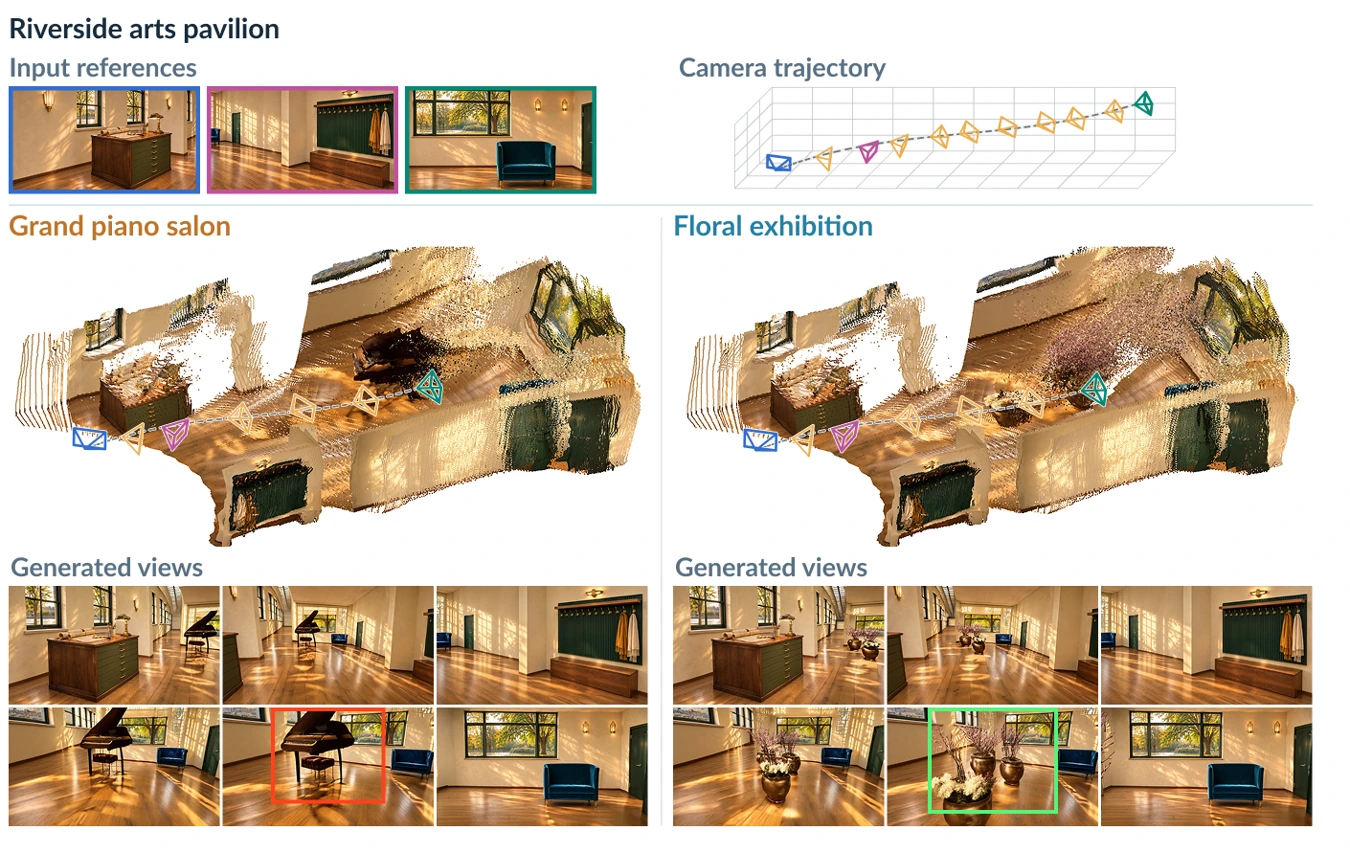 Riverside arts pavilion
Input references
Camera trajectory
Grand piano salon
Floral exhibition
Generated views
Generated views